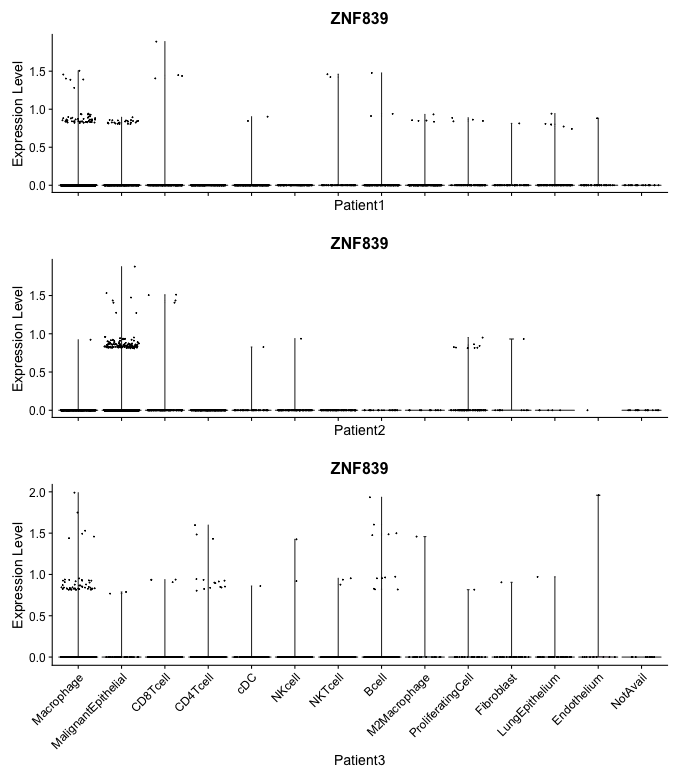 ZNF839
Expression Level
1.5
1.0
0.5
0.0
Patient1
ZNF839
Expression Level
1.5
1.0
0.5
0.0
Patient2
ZNF839
Expression Level
2.0
1.5
1.0
0.5
0.0
Macrophage
MalignantEpithelial
CD8Tcell
CD4Tcell
cDC
NKcell
NKTcell
Bcell
M2Macrophage
ProliferatingCell
Fibroblast
LungEpithelium
Endothelium
NotAvail
Patient3